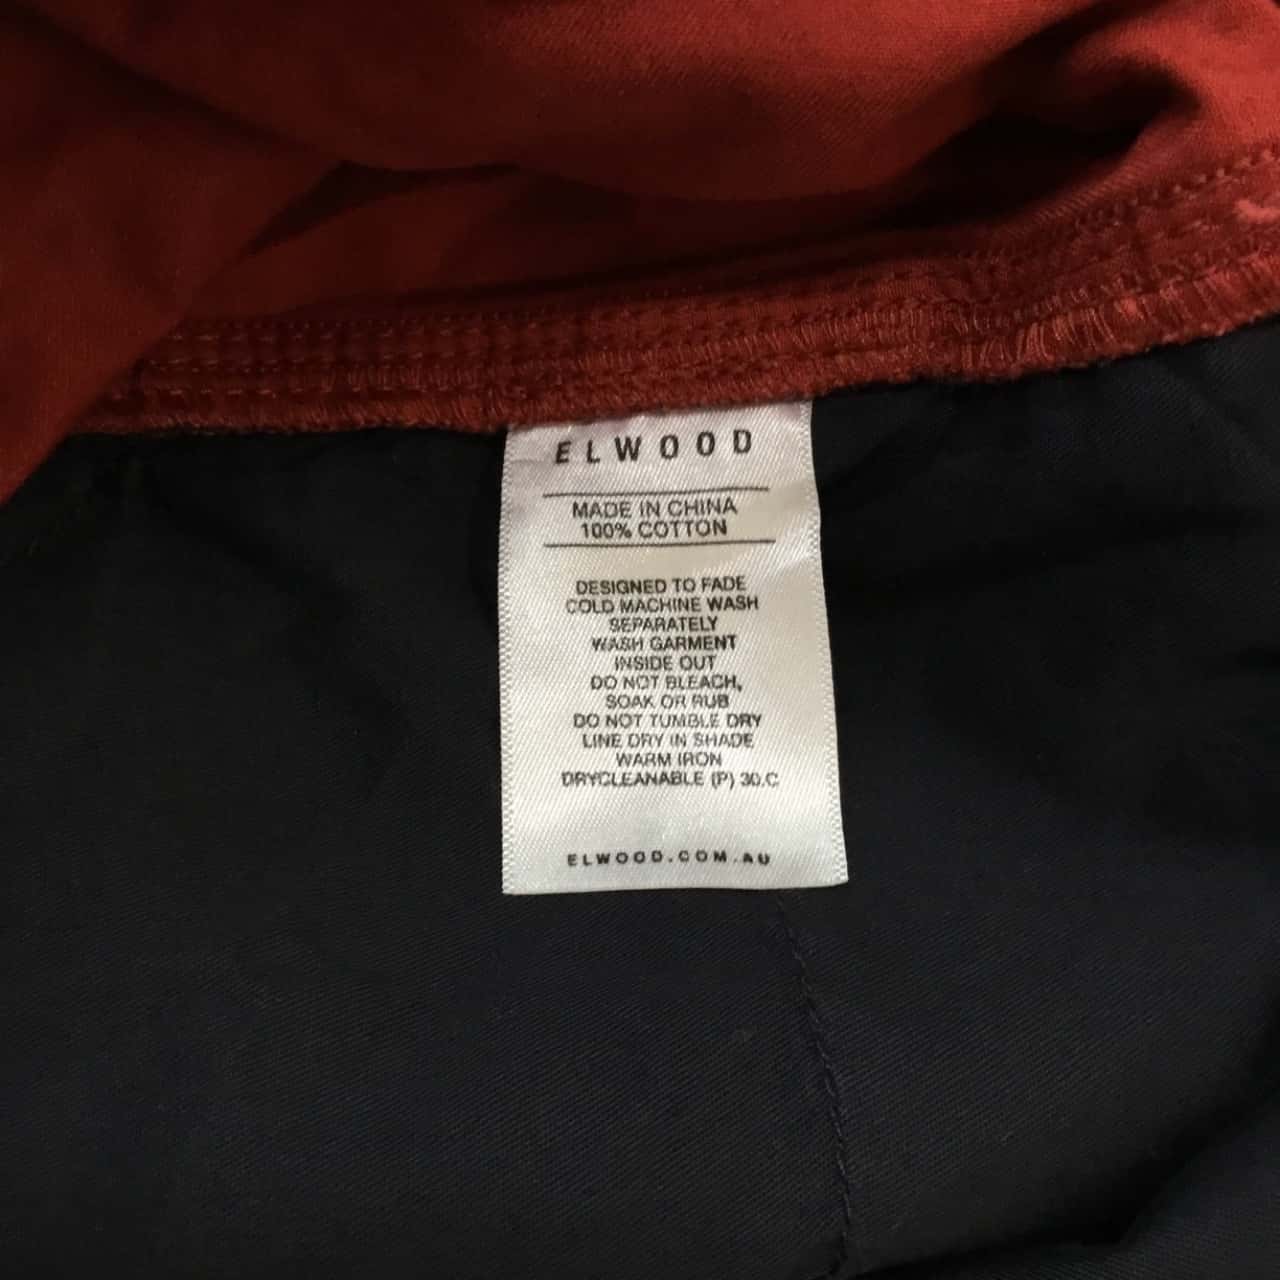 ELWOOD
MADE IN CHINA
100% COTTON
DESIGNED TO FADE
COLD MACHINE WASH
SEPARATELY
WASH GARMENT
INSIDE OUT
DO NOT BLEACH,
SOAK OR RUB
DO NOT TUMBLE DRY
LINE DRY IN SHADE
WARM IRON
DRYCLEANABLE (P) 30.C
ELWOOD.COM.AU